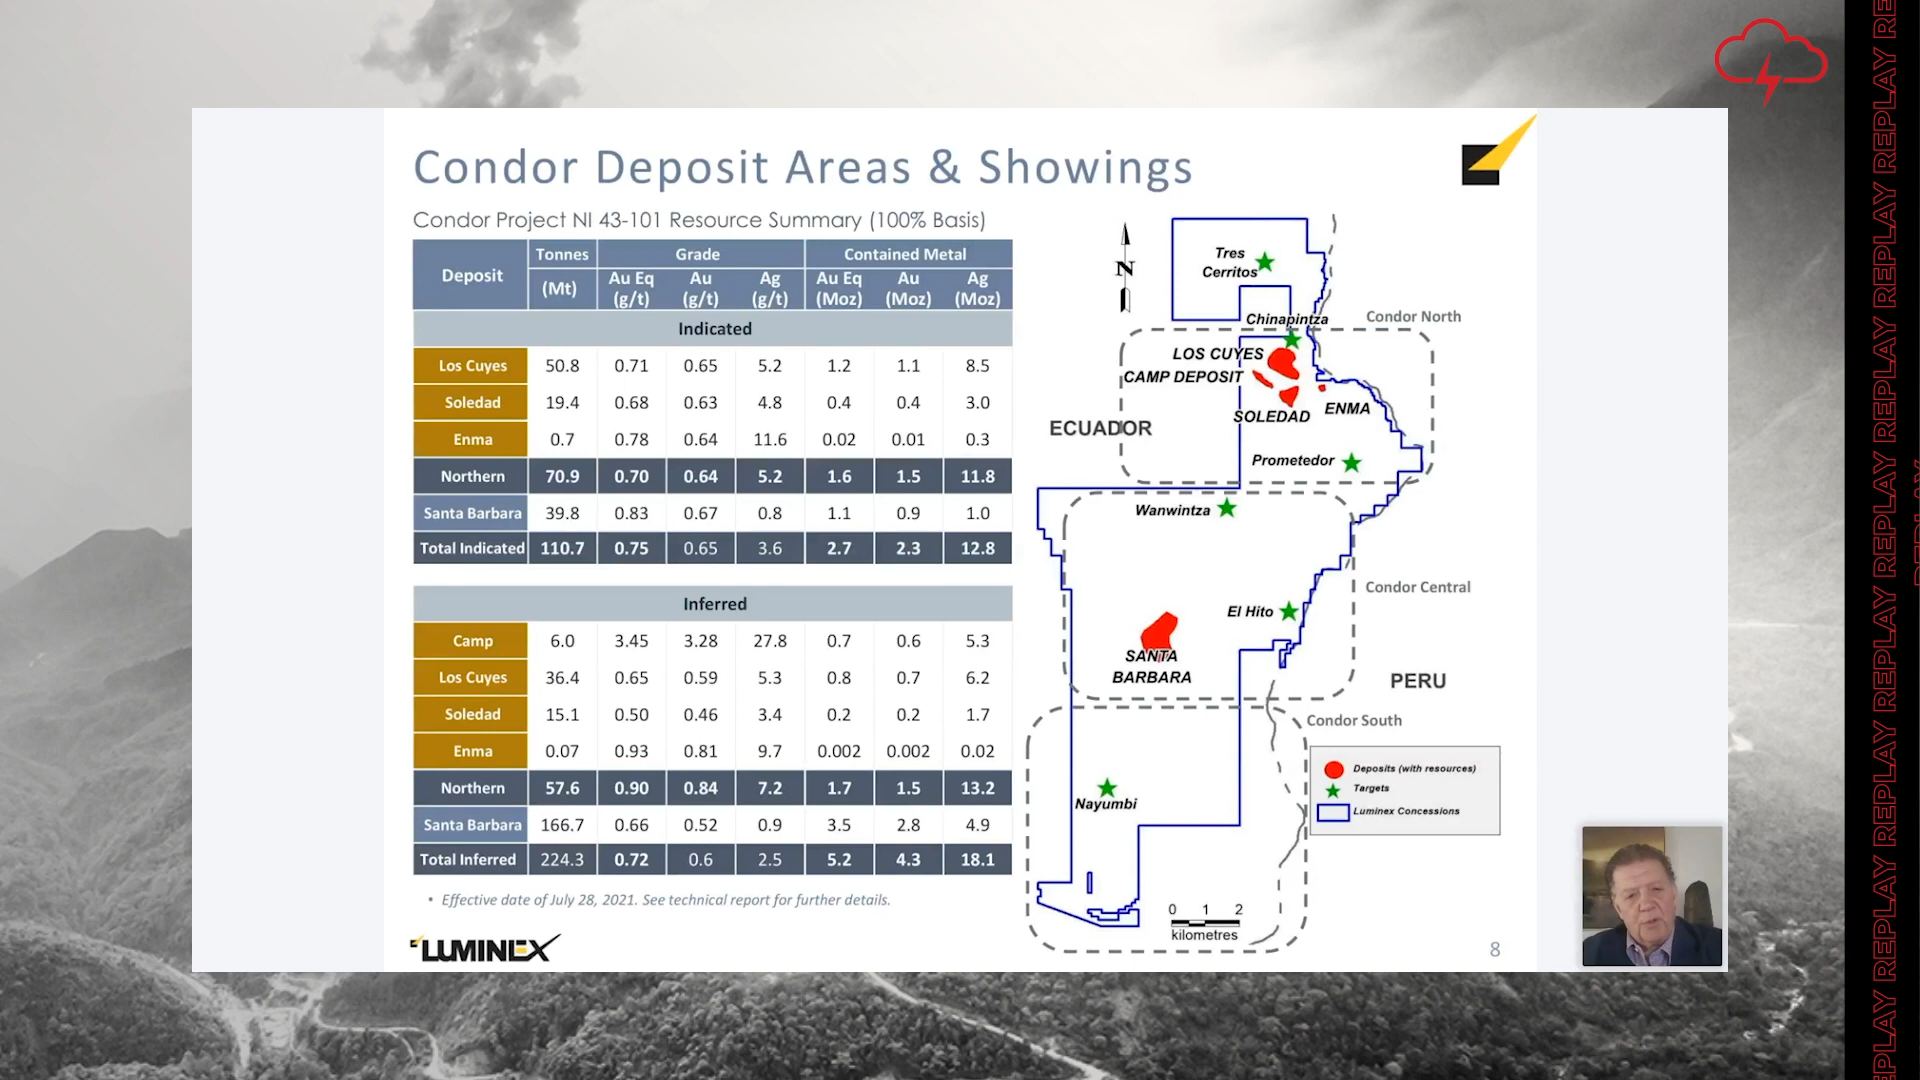 Condor Deposit Areas & Showings
Condor Project NI 43-101 Resource Summary (100% Basis)
Deposit Tonnes Grade Contained Metal
(Mt) Au Eq (g/t) Au (g/t) Ag (g/t) Au Eq (Moz) Au (Moz) Ag (Moz)
Indicated
Los Cuyes 50.8 0.71 0.65 5.2 1.2 1.1 8.5
Soledad 19.4 0.68 0.63 4.8 0.4 0.4 3.0
Enma 0.7 0.78 0.64 11.6 0.02 0.01 0.3
Northern 70.9 0.70 0.64 5.2 1.6 1.5 11.8
Santa Barbara 39.8 0.83 0.67 0.8 1.1 0.9 1.0
Total Indicated 110.7 0.75 0.65 3.6 2.7 2.3 12.8
Inferred
Camp 6.0 3.45 3.28 27.8 0.7 0.6 5.3
Los Cuyes 36.4 0.65 0.59 5.3 0.8 0.7 6.2
Soledad 15.1 0.50 0.46 3.4 0.2 0.2 1.7
Enma 0.07 0.93 0.81 9.7 0.002 0.002 0.02
Northern 57.6 0.90 0.84 7.2 1.7 1.5 13.2
Santa Barbara 166.7 0.66 0.52 0.9 3.5 2.8 4.9
Total Inferred 224.3 0.72 0.6 2.5 5.2 4.3 18.1
• Effective date of July 28, 2021. See technical report for further details.
LUMINEX
N
Tres
Cerritos
Chinapintza
Condor North
LOS CUYES
CAMP DEPOSIT
SOLEDAD
ENMA
ECUADOR
Prometedor
Wanwintza
Condor Central
El Hito
SANTA
BARBARA
PERU
Condor South
Nayumbi
Deposits (with resources)
Targets
Luminex Concessions
0 1 2
kilometres
8
REPLAY REPLAY REPLAY REPLAY REPLAY REPLAY REPLAY